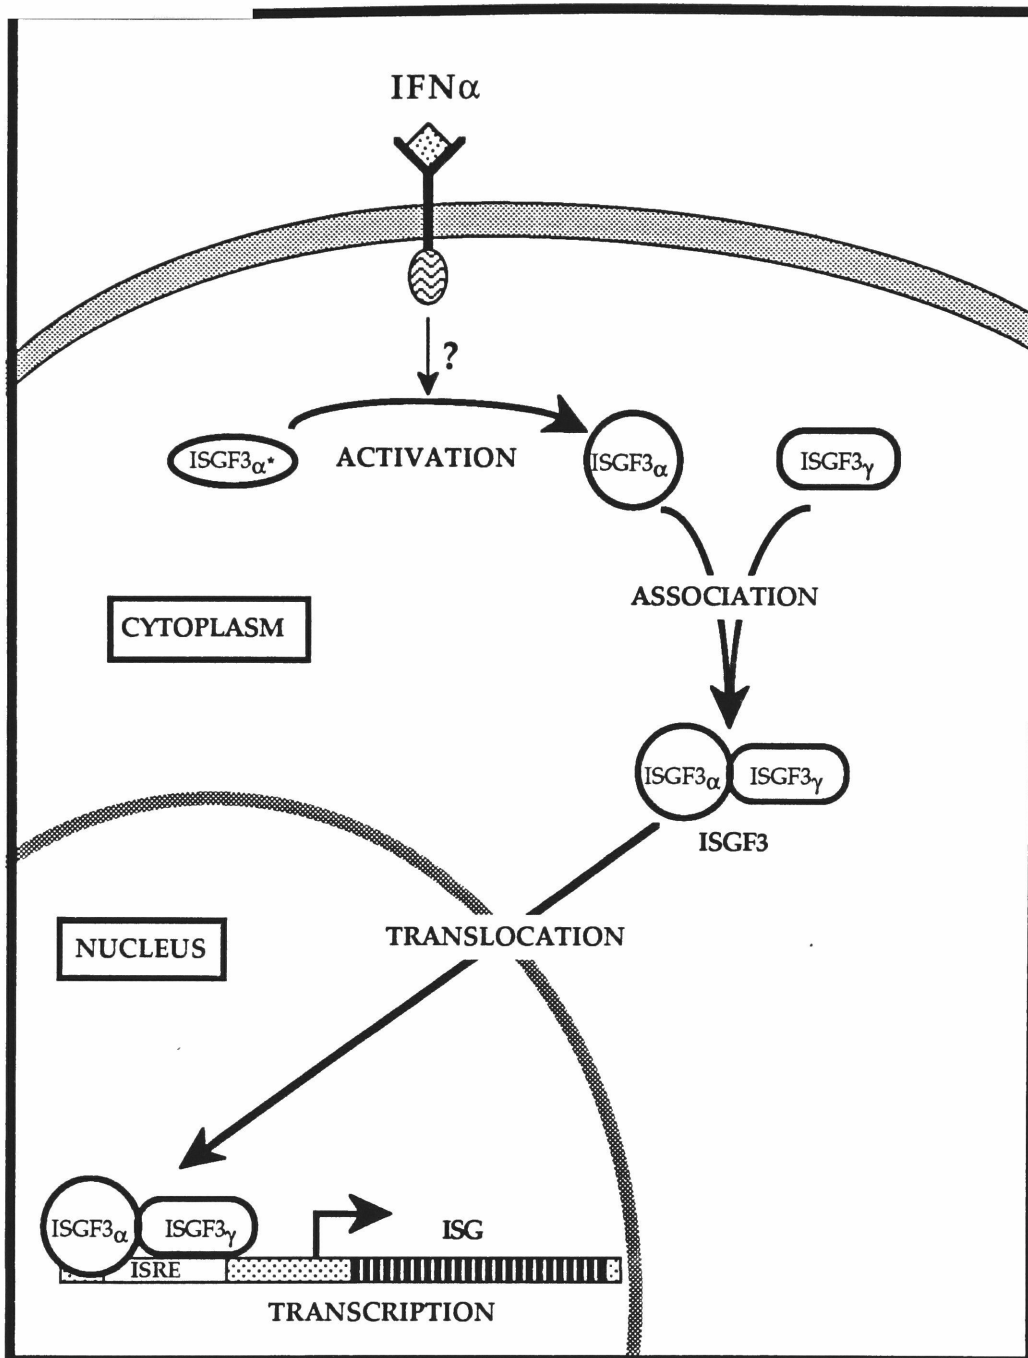 IFNα
?
ISGF3α*
ACTIVATION
ISGF3α
ISGF3γ
ASSOCIATION
CYTOPLASM
ISGF3α
ISGF3γ
ISGF3
NUCLEUS
TRANSLOCATION
ISGF3α
ISGF3γ
ISG
ISRE
TRANSCRIPTION